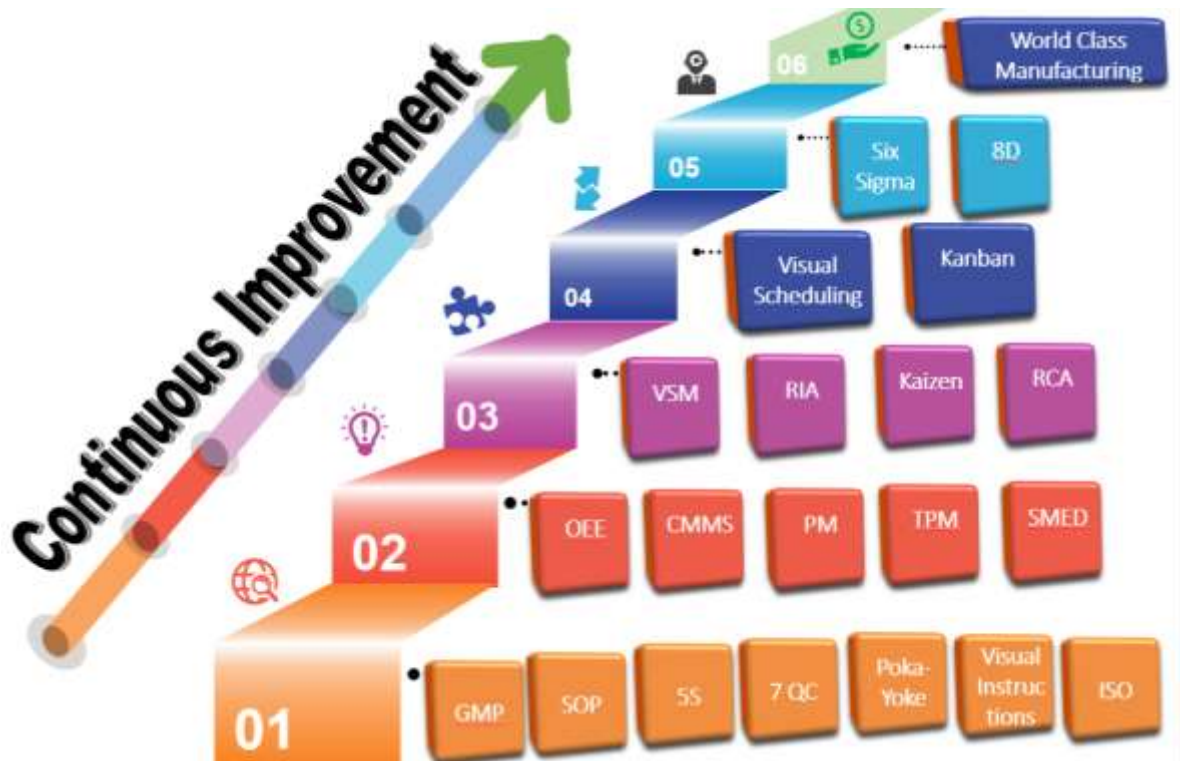 Continuous Improvement
06
World Class
Manufacturing
05
Six
Sigma
8D
04
Visual
Scheduling
Kanban
03
VSM
RIA
Kaizen
RCA
02
OEE
CMMS
PM
TPM
SMED
01
GMP
SOP
5S
7 QC
Poka-
Yoke
Visual
Instruc
tions
ISO